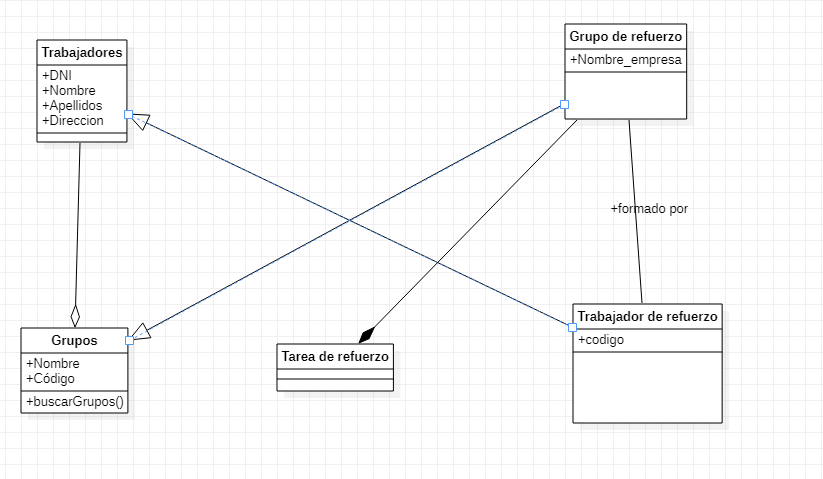 Trabajadores
+DNI
+Nombre
+Apellidos
+Direccion
Grupo de refuerzo
+Nombre_empresa
+formado por
Grupos
+Nombre
+Código
+buscarGrupos()
Tarea de refuerzo
Trabajador de refuerzo
+codigo